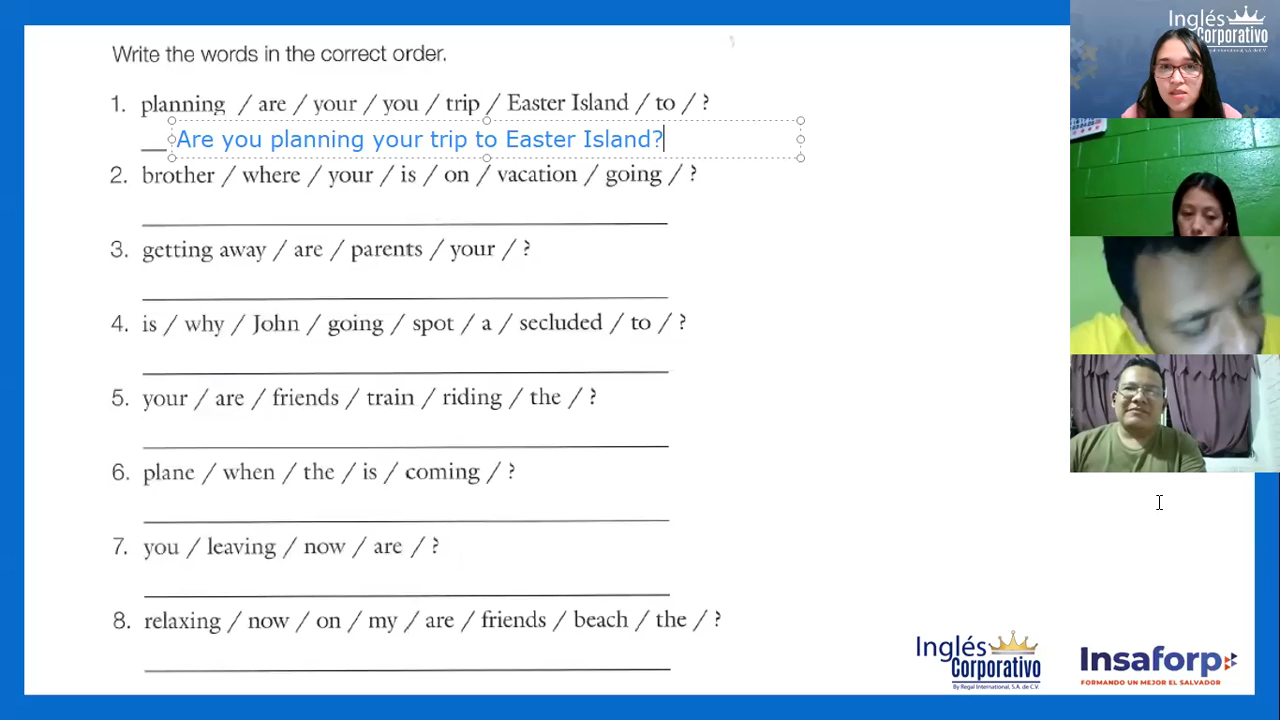 Write the words in the correct order.
1. planning / are / your / you / trip / Easter Island / to / ?
Are you planning your trip to Easter Island?
2. brother / where / your / is / on / vacation / going / ?
3. getting away / are / parents / your / ?
4. is / why / John / going / spot / a / secluded / to / ?
5. your / are / friends / train / riding / the / ?
6. plane / when / the / is / coming / ?
7. you / leaving / now / are / ?
8. relaxing / now / on / my / are / friends / beach / the / ?
Inglés
Corporativo
By Regal International, S.A. de C.V.
Insaforp
FORMANDO UN MEJOR EL SALVADOR
Inglés
Corporativo